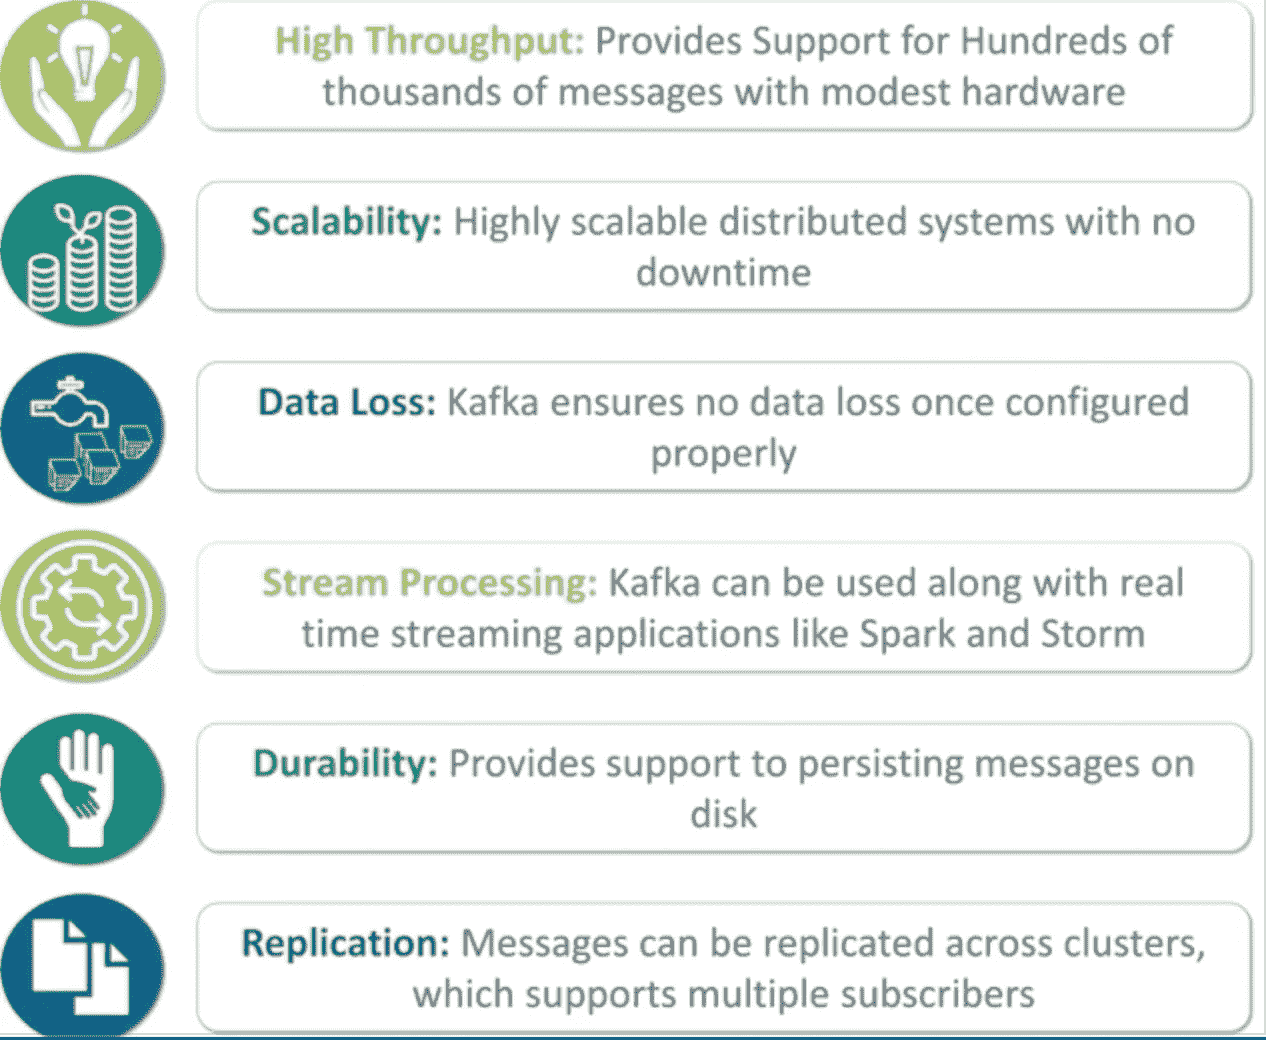 High Throughput: Provides Support for Hundreds of
thousands of messages with modest hardware
Scalability: Highly scalable distributed systems with no
downtime
Data Loss: Kafka ensures no data loss once configured
properly
Stream Processing: Kafka can be used along with real
time streaming applications like Spark and Storm
Durability: Provides support to persisting messages on
disk
Replication: Messages can be replicated across clusters,
which supports multiple subscribers